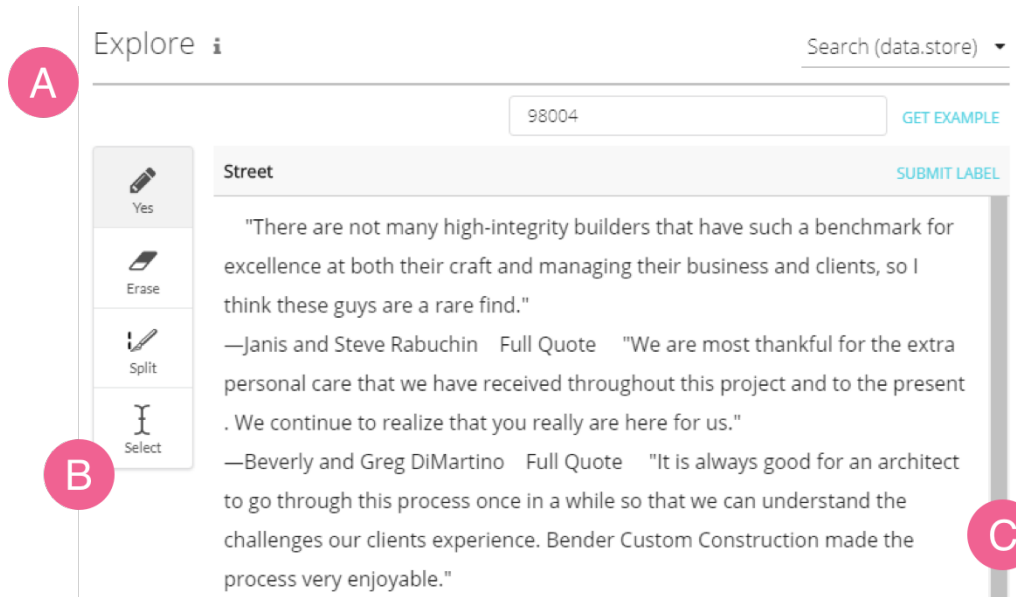 Explore i
Search (data.store)
A
98004
GET EXAMPLE
Street
SUBMIT LABEL
Yes
Erase
Split
Select
"There are not many high-integrity builders that have such a benchmark for
excellence at both their craft and managing their business and clients, so I
think these guys are a rare find."
—Janis and Steve Rabuchin Full Quote "We are most thankful for the extra
personal care that we have received throughout this project and to the present
. We continue to realize that you really are here for us."
—Beverly and Greg DiMartino Full Quote "It is always good for an architect
to go through this process once in a while so that we can understand the
challenges our clients experience. Bender Custom Construction made the
process very enjoyable."
B
C